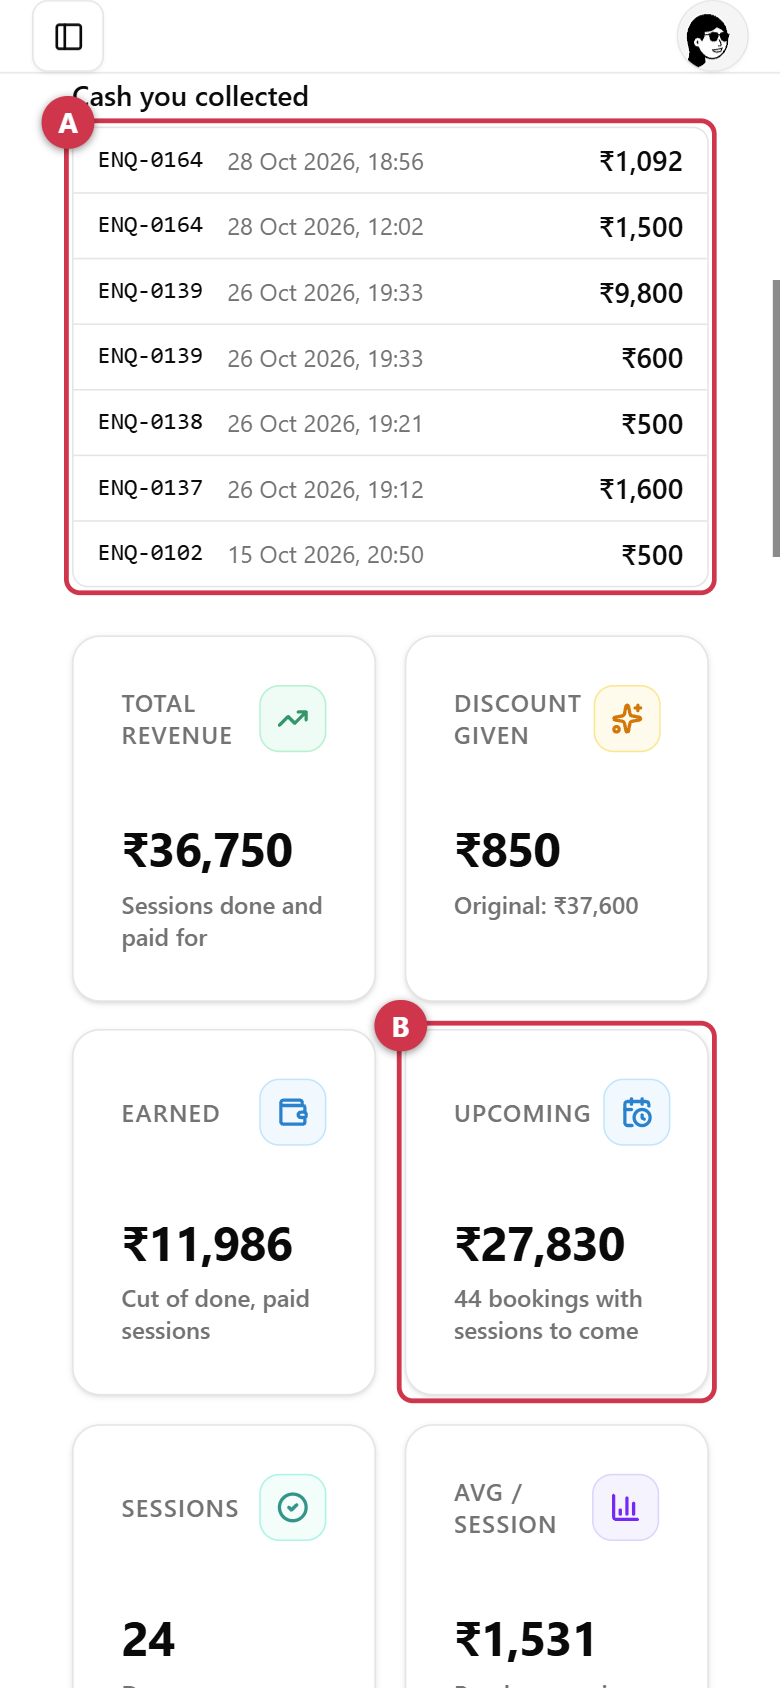 Cash you collected
A
ENQ-0164 28 Oct 2026, 18:56 ₹1,092
ENQ-0164 28 Oct 2026, 12:02 ₹1,500
ENQ-0139 26 Oct 2026, 19:33 ₹9,800
ENQ-0139 26 Oct 2026, 19:33 ₹600
ENQ-0138 26 Oct 2026, 19:21 ₹500
ENQ-0137 26 Oct 2026, 19:12 ₹1,600
ENQ-0102 15 Oct 2026, 20:50 ₹500
TOTAL
REVENUE
₹36,750
Sessions done and
paid for
DISCOUNT
GIVEN
₹850
Original: ₹37,600
EARNED
₹11,986
Cut of done, paid
sessions
B
UPCOMING
₹27,830
44 bookings with
sessions to come
SESSIONS
24
AVG /
SESSION
₹1,531